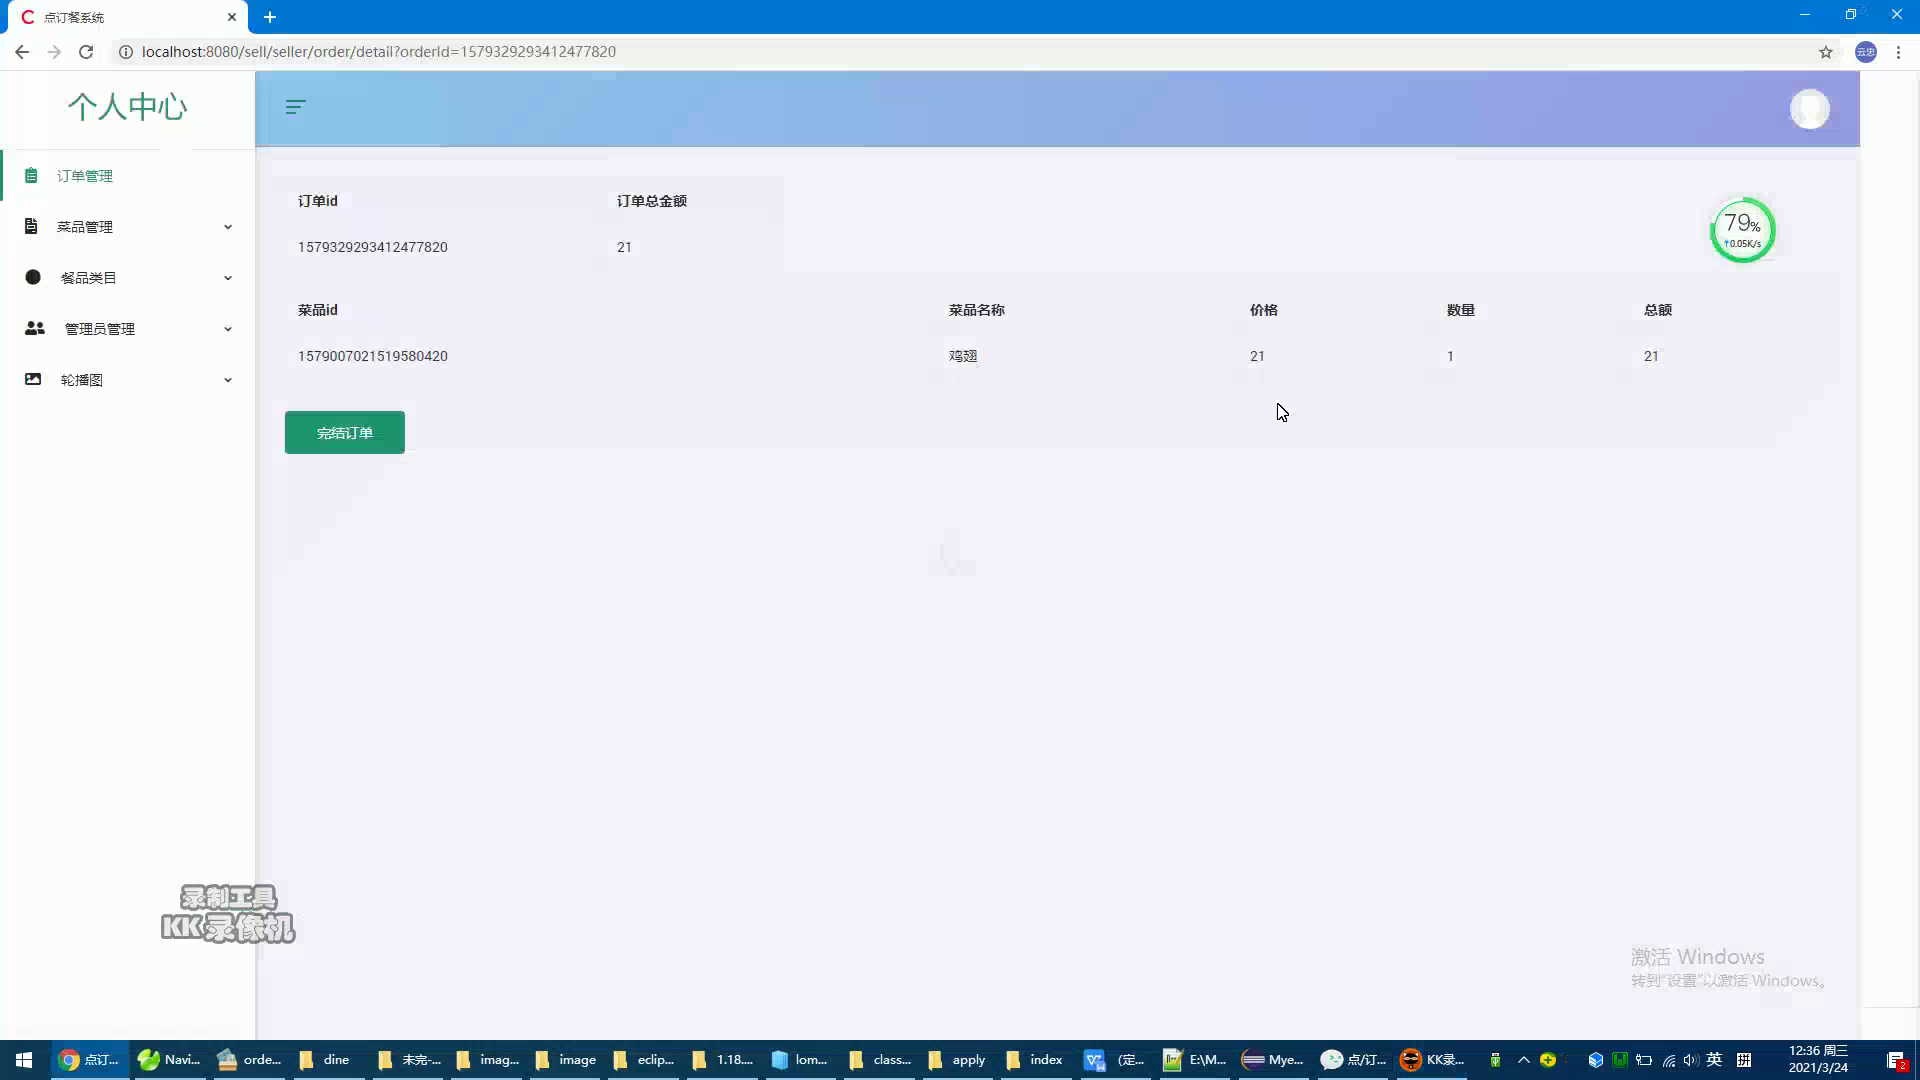 点订餐系统
localhost:8080/sell/seller/order/detail?orderId=1579329293412477820
云忠
个人中心
订单管理
菜品管理
餐品类目
管理员管理
轮播图
订单id 订单总金额
1579329293412477820 21
79%
↑0.05K/s
菜品id 菜品名称 价格 数量 总额
1579007021519580420 鸡翅 21 1 21
完结订单
录制工具
KK录像机
激活 Windows
转到“设置”以激活 Windows。
点订... Navi... orde... dine 未完-... imag... image eclip... 1.18.... lom... class... apply index (定... E:\M... Mye... 点/订... KK录... 英 拼
12:36 周三
2021/3/24
2